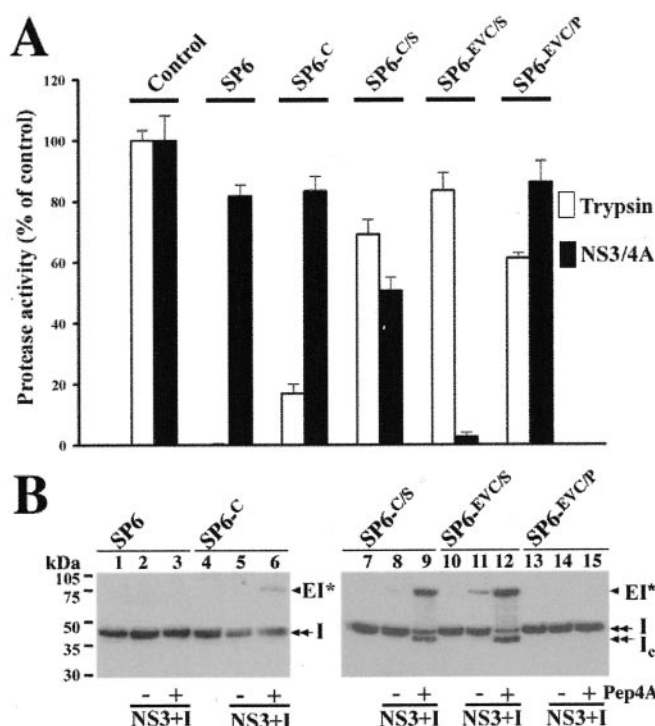 A
Control
SP6
SP6-C
SP6-C/S
SP6-EVC/S
SP6-EVC/P
Protease activity (% of control)
120
100
80
60
40
20
0
Trypsin
NS3/4A
B
SP6
SP6-C
SP6-C/S
SP6-EVC/S
SP6-EVC/P
kDa
1 2 3 4 5 6
7 8 9 10 11 12 13 14 15
105
75
50
35
30
EI*
I
EI*
I
Ic
- + - +
- + - + - + Pep4A
NS3+I NS3+I
NS3+I NS3+I NS3+I